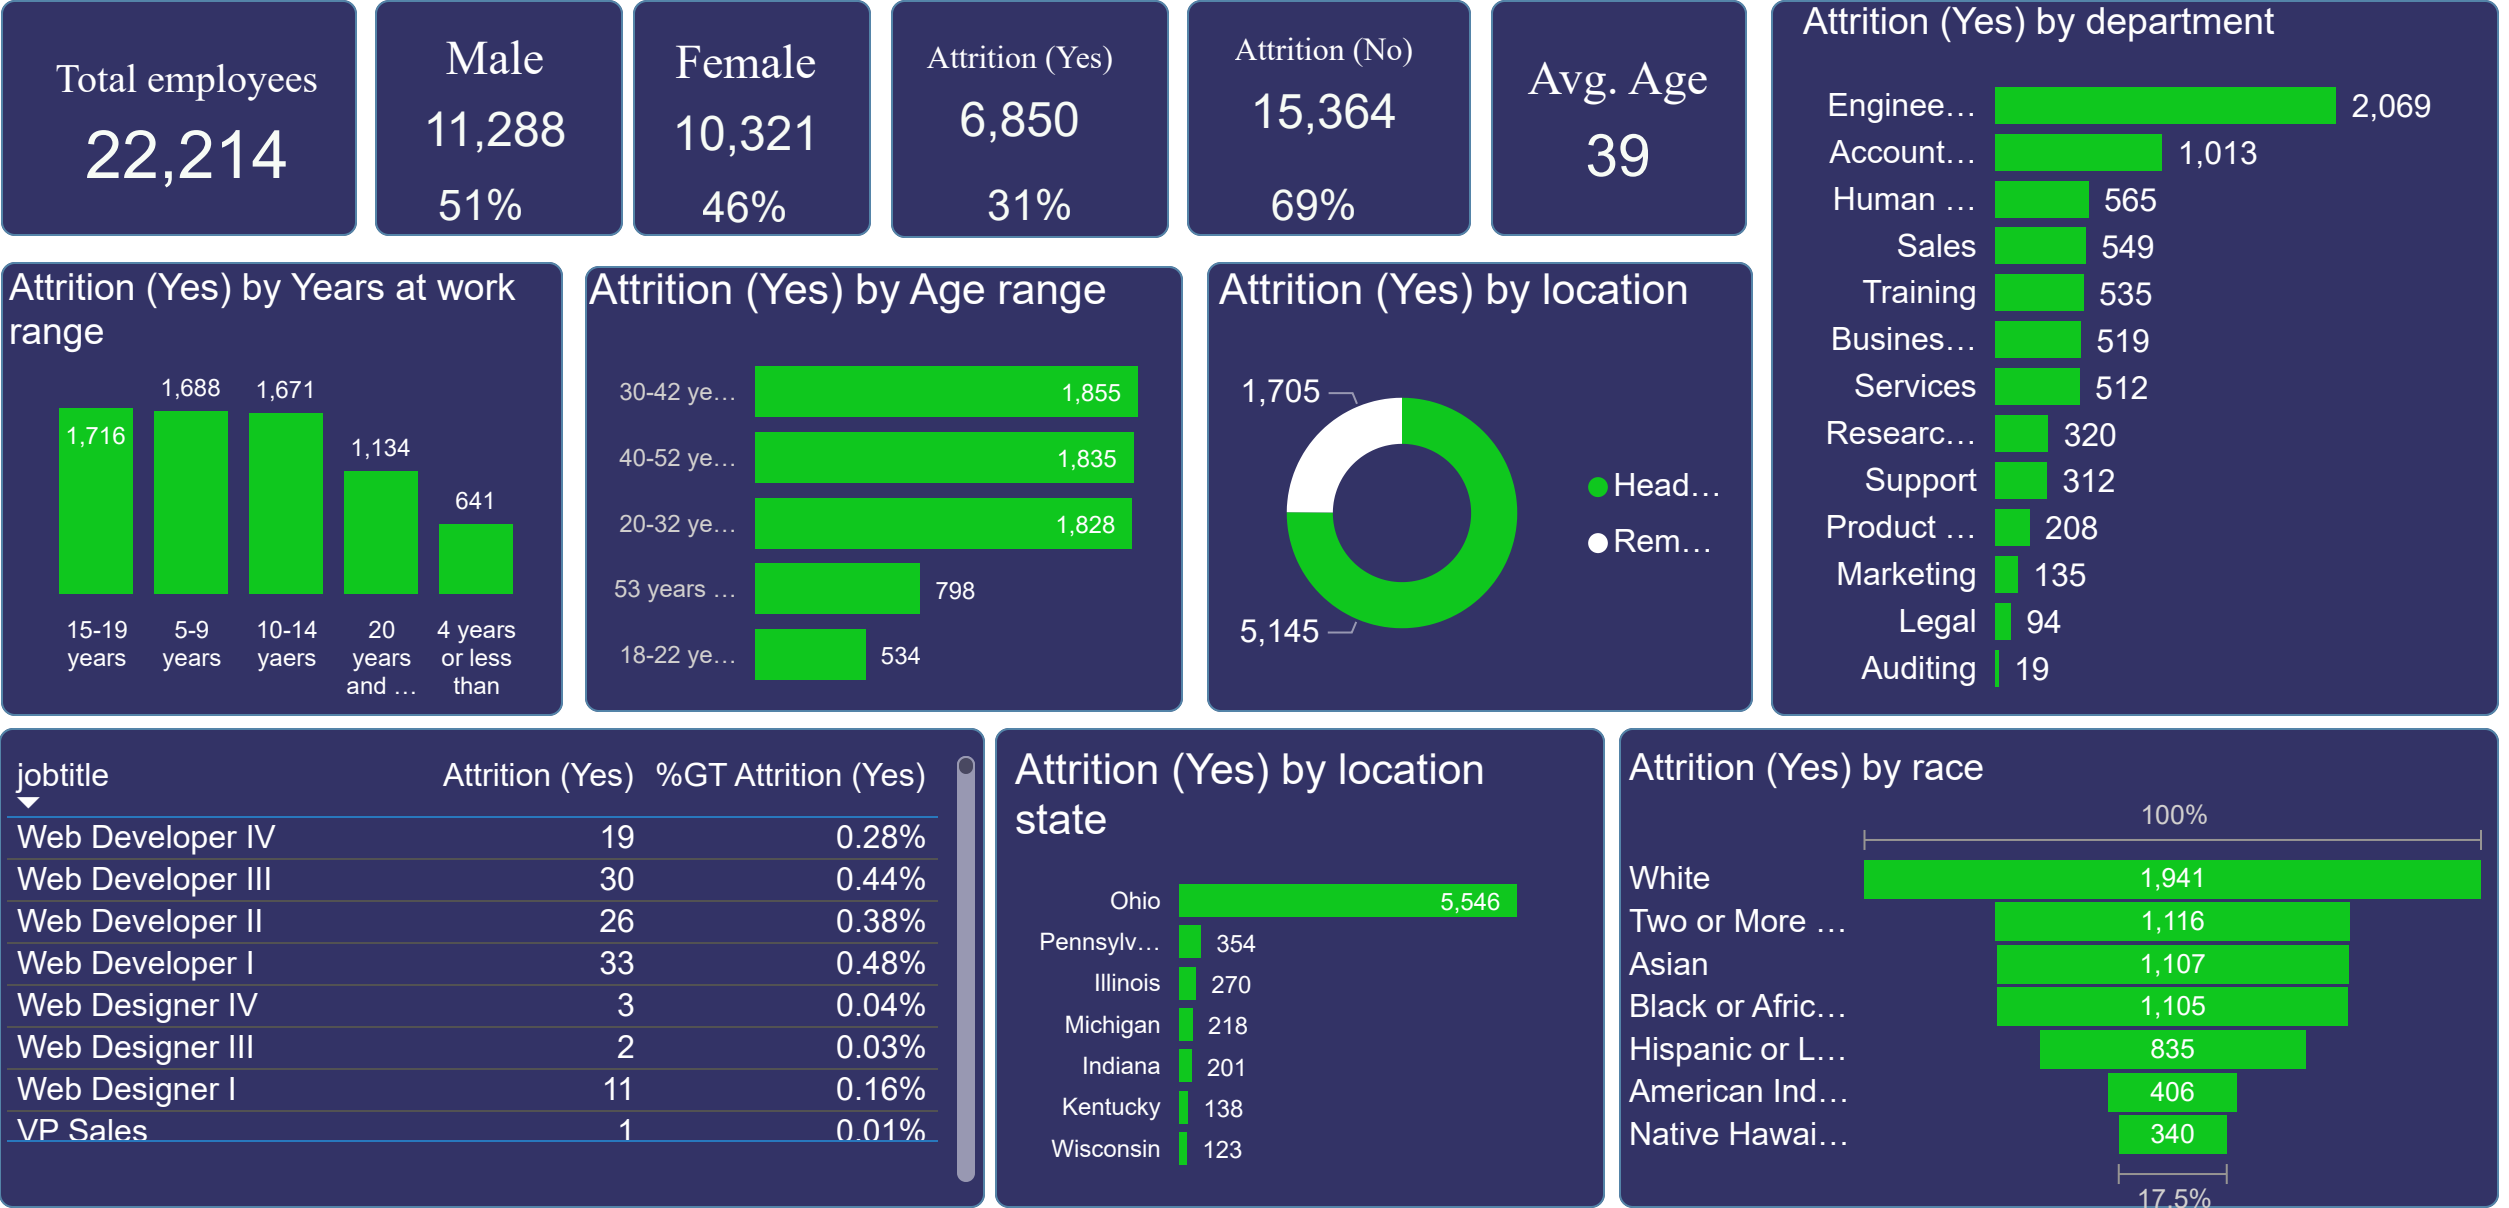 Total employees
22,214
Male
11,288
51%
Female
10,321
46%
Attrition (Yes)
6,850
31%
Attrition (No)
15,364
69%
Avg. Age
39
Attrition (Yes) by department
Enginee… 2,069
Account… 1,013
Human … 565
Sales 549
Training 535
Busines… 519
Services 512
Researc… 320
Support 312
Product … 208
Marketing 135
Legal 94
Auditing 19
Attrition (Yes) by Years at work
range
1,716 1,688 1,671 1,134 641
15-19 5-9 10-14 20 4 years
years years yaers years or less
and … than
Attrition (Yes) by Age range
30-42 ye… 1,855
40-52 ye… 1,835
20-32 ye… 1,828
53 years … 798
18-22 ye… 534
Attrition (Yes) by location
1,705
5,145
Head…
Rem…
jobtitle Attrition (Yes) %GT Attrition (Yes)
Web Developer IV 19 0.28%
Web Developer III 30 0.44%
Web Developer II 26 0.38%
Web Developer I 33 0.48%
Web Designer IV 3 0.04%
Web Designer III 2 0.03%
Web Designer I 11 0.16%
VP Sales 1 0.01%
Attrition (Yes) by location
state
Ohio 5,546
Pennsylv… 354
Illinois 270
Michigan 218
Indiana 201
Kentucky 138
Wisconsin 123
Attrition (Yes) by race
100%
White 1,941
Two or More … 1,116
Asian 1,107
Black or Afric… 1,105
Hispanic or L… 835
American Ind… 406
Native Hawai… 340
17.5%